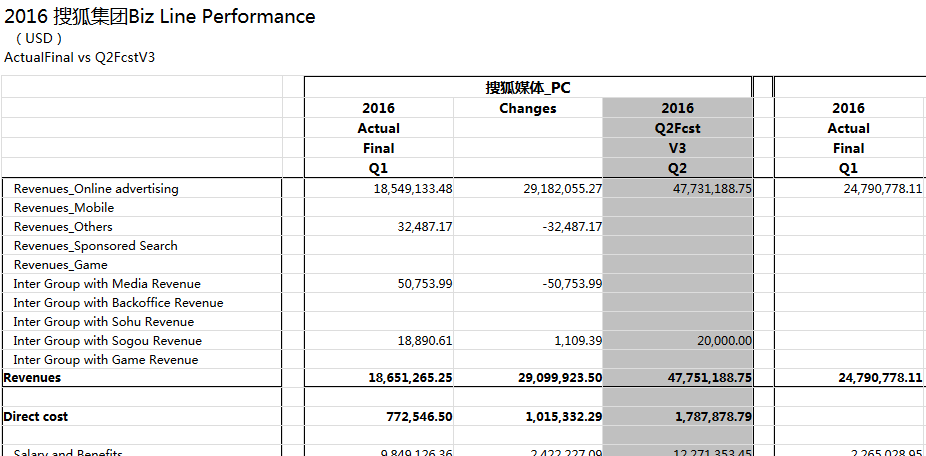 2016 搜狐集团Biz Line Performance
（USD）
ActualFinal vs Q2FcstV3
搜狐媒体_PC
2016 Changes 2016 2016
Actual Q2Fcst Actual
Final V3 Final
Q1 Q2 Q1
Revenues_Online advertising 18,549,133.48 29,182,055.27 47,731,188.75 24,790,778.11
Revenues_Mobile
Revenues_Others 32,487.17 -32,487.17
Revenues_Sponsored Search
Revenues_Game
Inter Group with Media Revenue 50,753.99 -50,753.99
Inter Group with Backoffice Revenue
Inter Group with Sohu Revenue
Inter Group with Sogou Revenue 18,890.61 1,109.39 20,000.00
Inter Group with Game Revenue
Revenues 18,651,265.25 29,099,923.50 47,751,188.75 24,790,778.11
Direct cost 772,546.50 1,015,332.29 1,787,878.79
Salary and Benefits 9,849,126.36 2,422,227.09 12,271,353.45 2,265,028.95